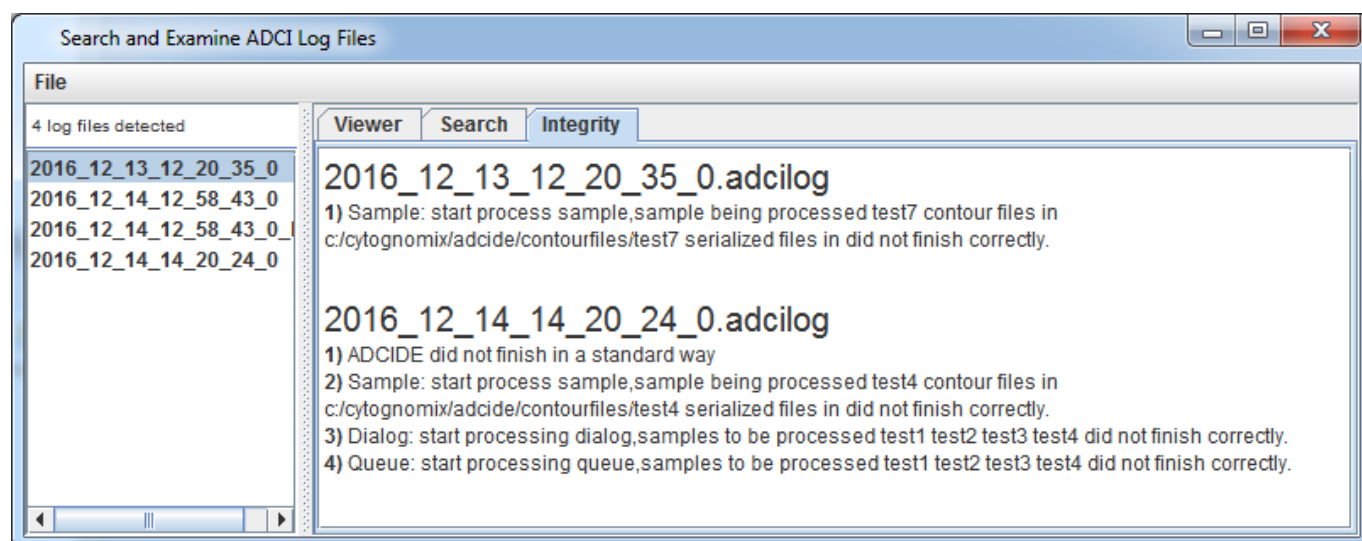 Search and Examine ADCI Log Files
File
4 log files detected
2016_12_13_12_20_35_0
2016_12_14_12_58_43_0
2016_12_14_12_58_43_0_
2016_12_14_14_20_24_0
Viewer Search Integrity
2016_12_13_12_20_35_0.adcilog
1) Sample: start process sample,sample being processed test7 contour files in
c:/cytognomix/adcide/contourfiles/test7 serialized files in did not finish correctly.
2016_12_14_14_20_24_0.adcilog
1) ADCIDE did not finish in a standard way
2) Sample: start process sample,sample being processed test4 contour files in
c:/cytognomix/adcide/contourfiles/test4 serialized files in did not finish correctly.
3) Dialog: start processing dialog,samples to be processed test1 test2 test3 test4 did not finish correctly.
4) Queue: start processing queue,samples to be processed test1 test2 test3 test4 did not finish correctly.